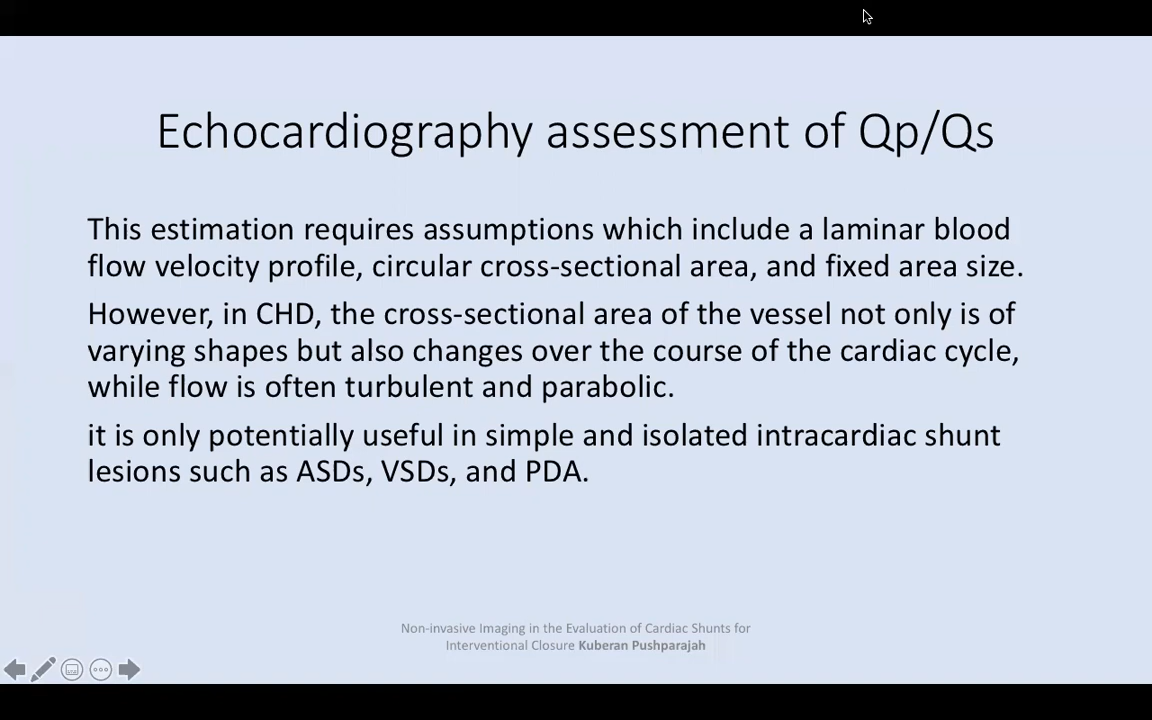 Echocardiography assessment of Qp/Qs
This estimation requires assumptions which include a laminar blood
flow velocity profile, circular cross-sectional area, and fixed area size.
However, in CHD, the cross-sectional area of the vessel not only is of
varying shapes but also changes over the course of the cardiac cycle,
while flow is often turbulent and parabolic.
it is only potentially useful in simple and isolated intracardiac shunt
lesions such as ASDs, VSDs, and PDA.
Non-invasive Imaging in the Evaluation of Cardiac Shunts for
Interventional Closure Kuberan Pushparajah